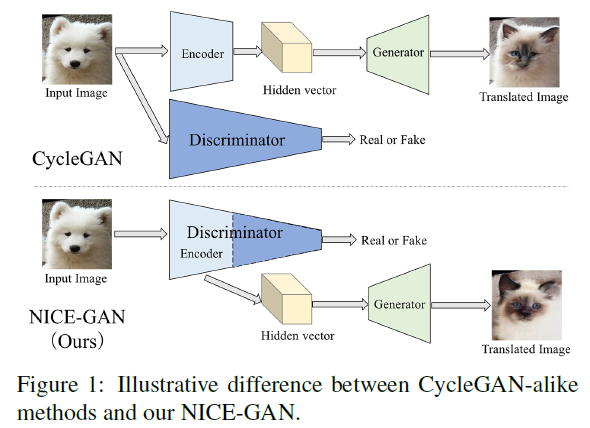 Encoder
Generator
Input Image
Hidden vector
Translated Image
Discriminator
Real or Fake
CycleGAN
Discriminator
Real or Fake
Encoder
Input Image
Generator
NICE-GAN
(Ours)
Hidden vector
Translated Image
Figure 1: Illustrative difference between CycleGAN-alike
methods and our NICE-GAN.